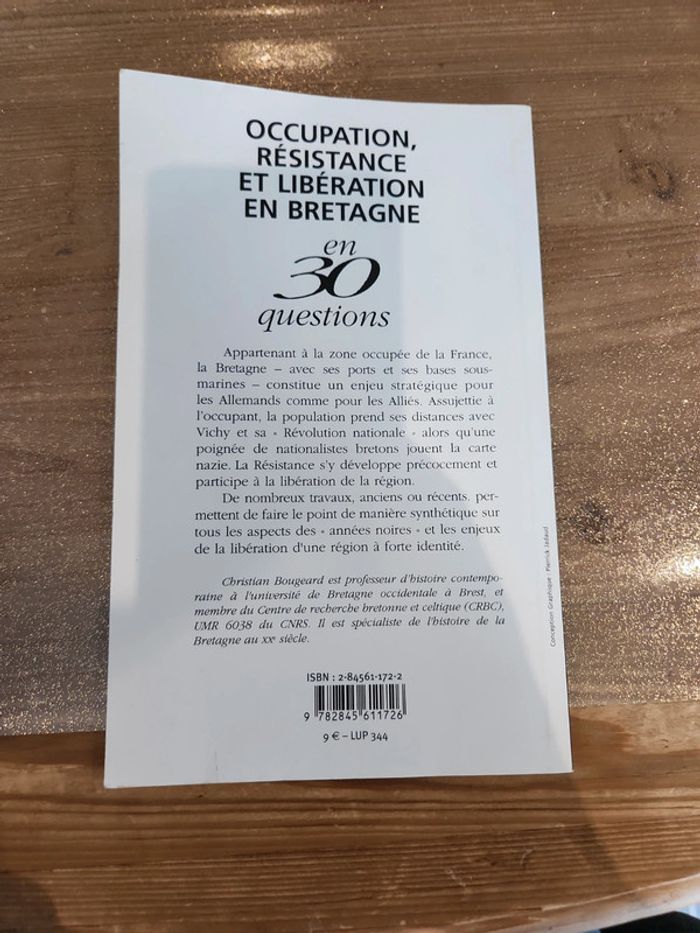 OCCUPATION,
RÉSISTANCE
ET LIBÉRATION
EN BRETAGNE
en
30
questions
Appartenant à la zone occupée de la France,
la Bretagne – avec ses ports et ses bases sous-
marines – constitue un enjeu stratégique pour
les Allemands comme pour les Alliés. Assujettie à
l'occupant, la population prend ses distances avec
Vichy et sa « Révolution nationale » alors qu'une
poignée de nationalistes bretons jouent la carte
nazie. La Résistance s'y développe précocement et
participe à la libération de la région.
De nombreux travaux, anciens ou récents. per-
mettent de faire le point de manière synthétique sur
tous les aspects des « années noires » et les enjeux
de la libération d'une région à forte identité.
Christian Bougeard est professeur d'histoire contempo-
raine à l'université de Bretagne occidentale à Brest, et
membre du Centre de recherche bretonne et celtique (CRBC),
UMR 6038 du CNRS. Il est spécialiste de l'histoire de la
Bretagne au XXe siècle.
ISBN : 2-84561-172-2
9 782845 611726
9 € – LUP 344
Conception Graphique : Pierrick Jadaud